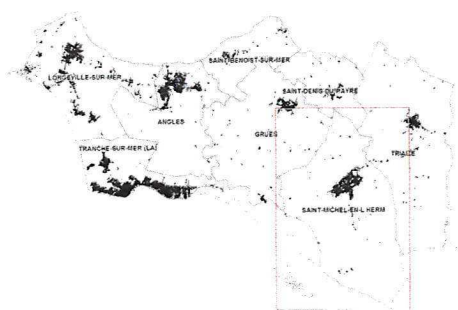 SAINT-BENOIST-SUR-MER
LONGEVILLE-SUR-MER
SAINT-DENIS DU PAYRE
ANGLES
GRUES
TRANCHE-SUR-MER (LA)
TRIAIZE
SAINT-MICHEL-EN-L HERM